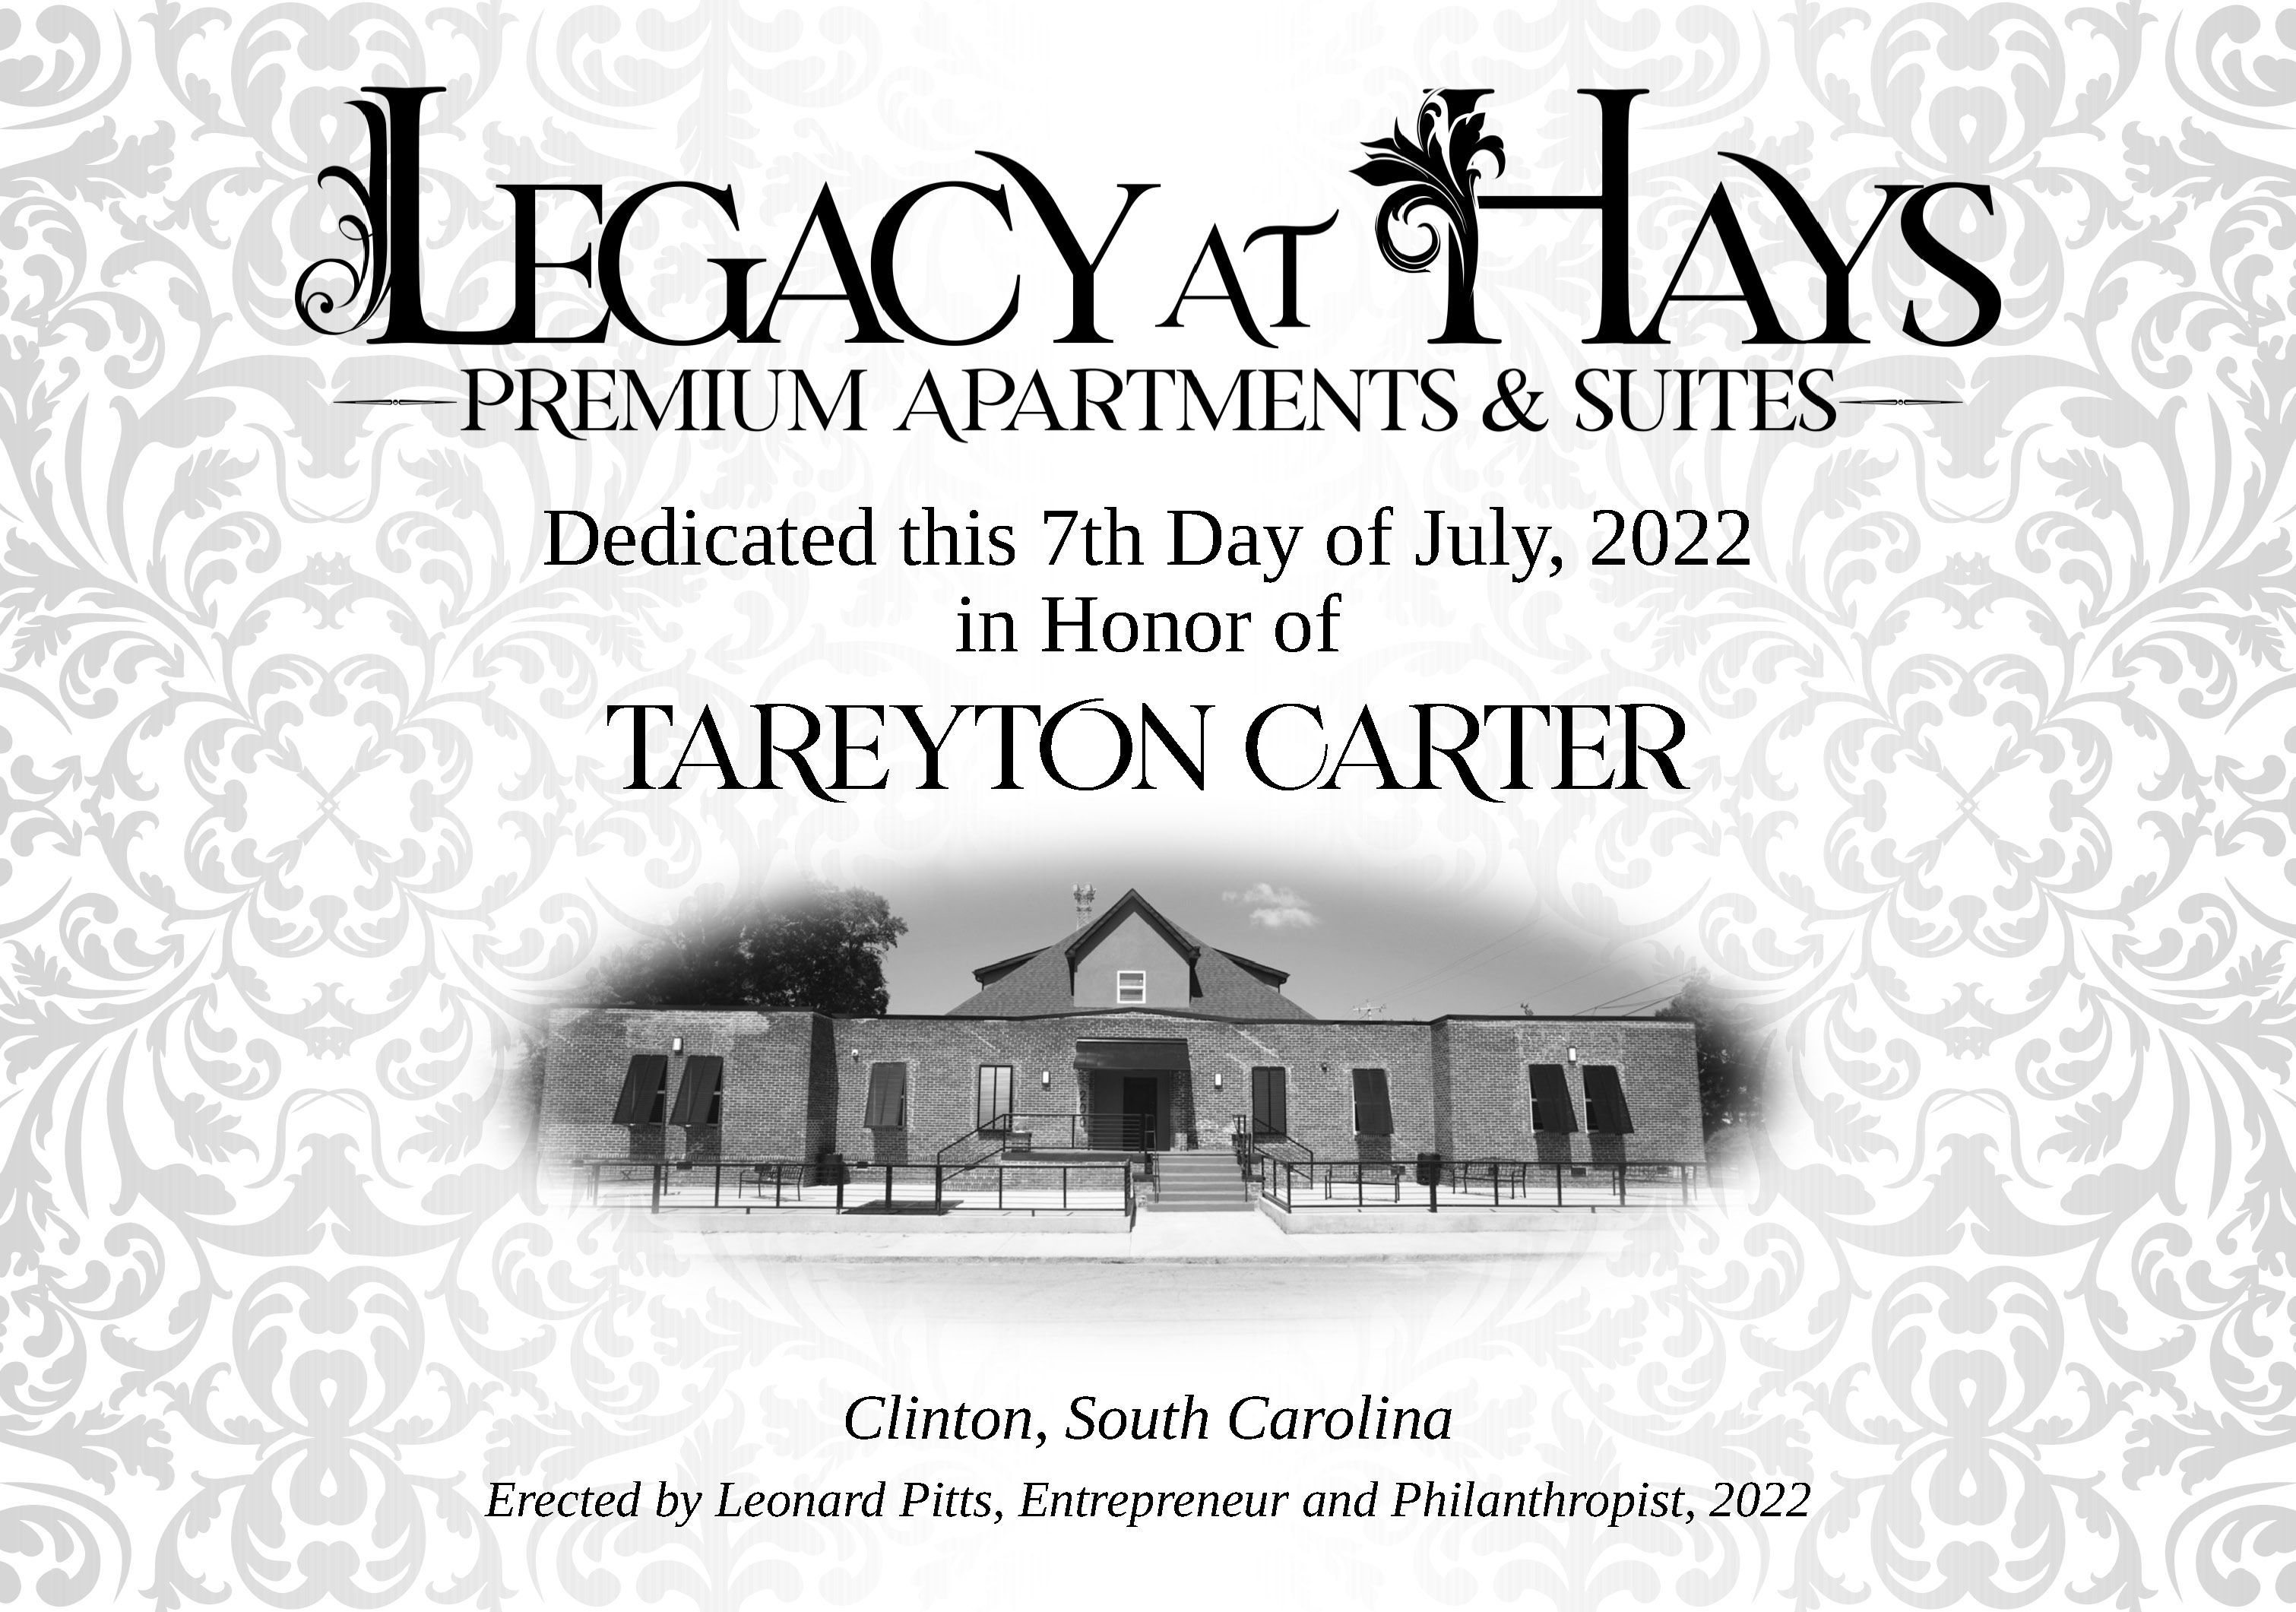 LEGACY AT HAYS
PREMIUM APARTMENTS & SUITES
Dedicated this 7th Day of July, 2022
in Honor of
TAREYTON CARTER
Clinton, South Carolina
Erected by Leonard Pitts, Entrepreneur and Philanthropist, 2022